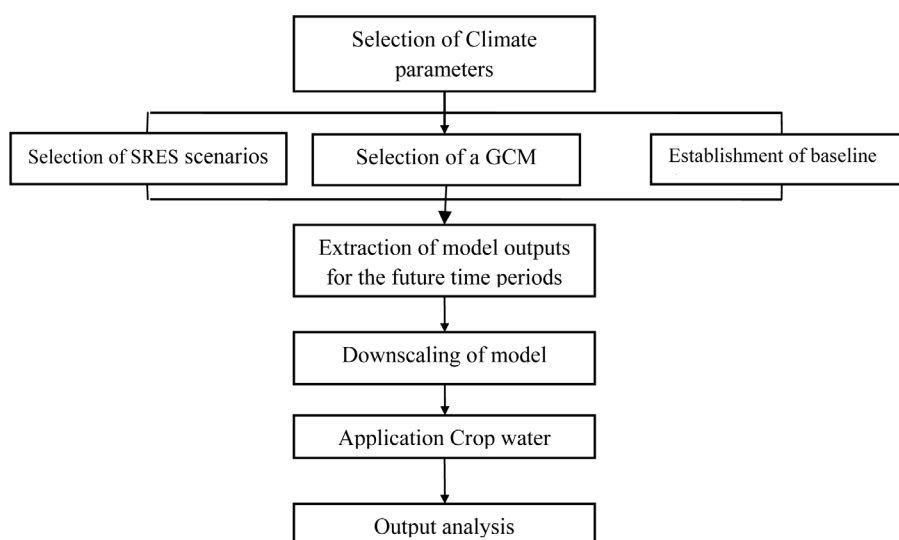 Selection of Climate
parameters
Selection of SRES scenarios
Selection of a GCM
Establishment of baseline
Extraction of model outputs
for the future time periods
Downscaling of model
Application Crop water
Output analysis